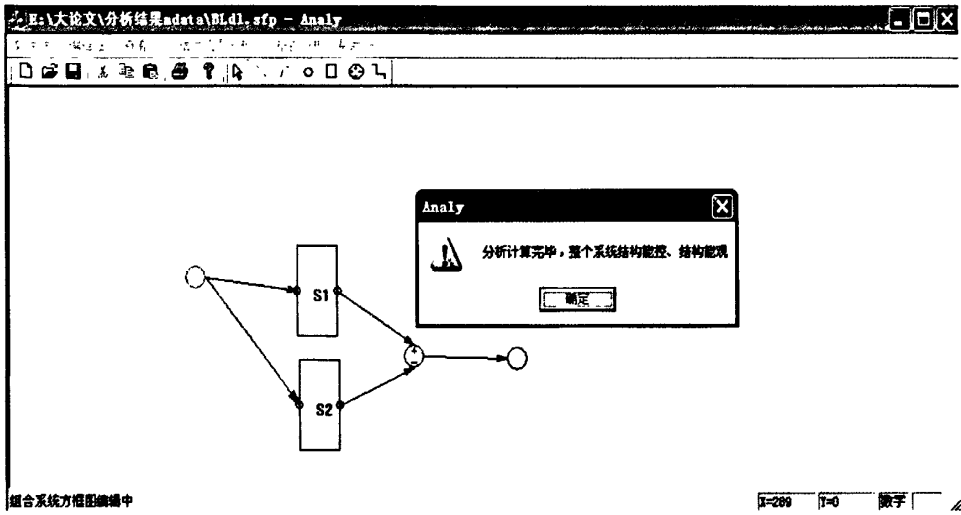 E:\大论文\分析结果adata\BLdl.sfp - Analy
Analy
分析计算完毕，整个系统结构能控、结构能观
确定
S1
+
-
S2
组合系统方框图编辑中
X=289
Y=0
数字